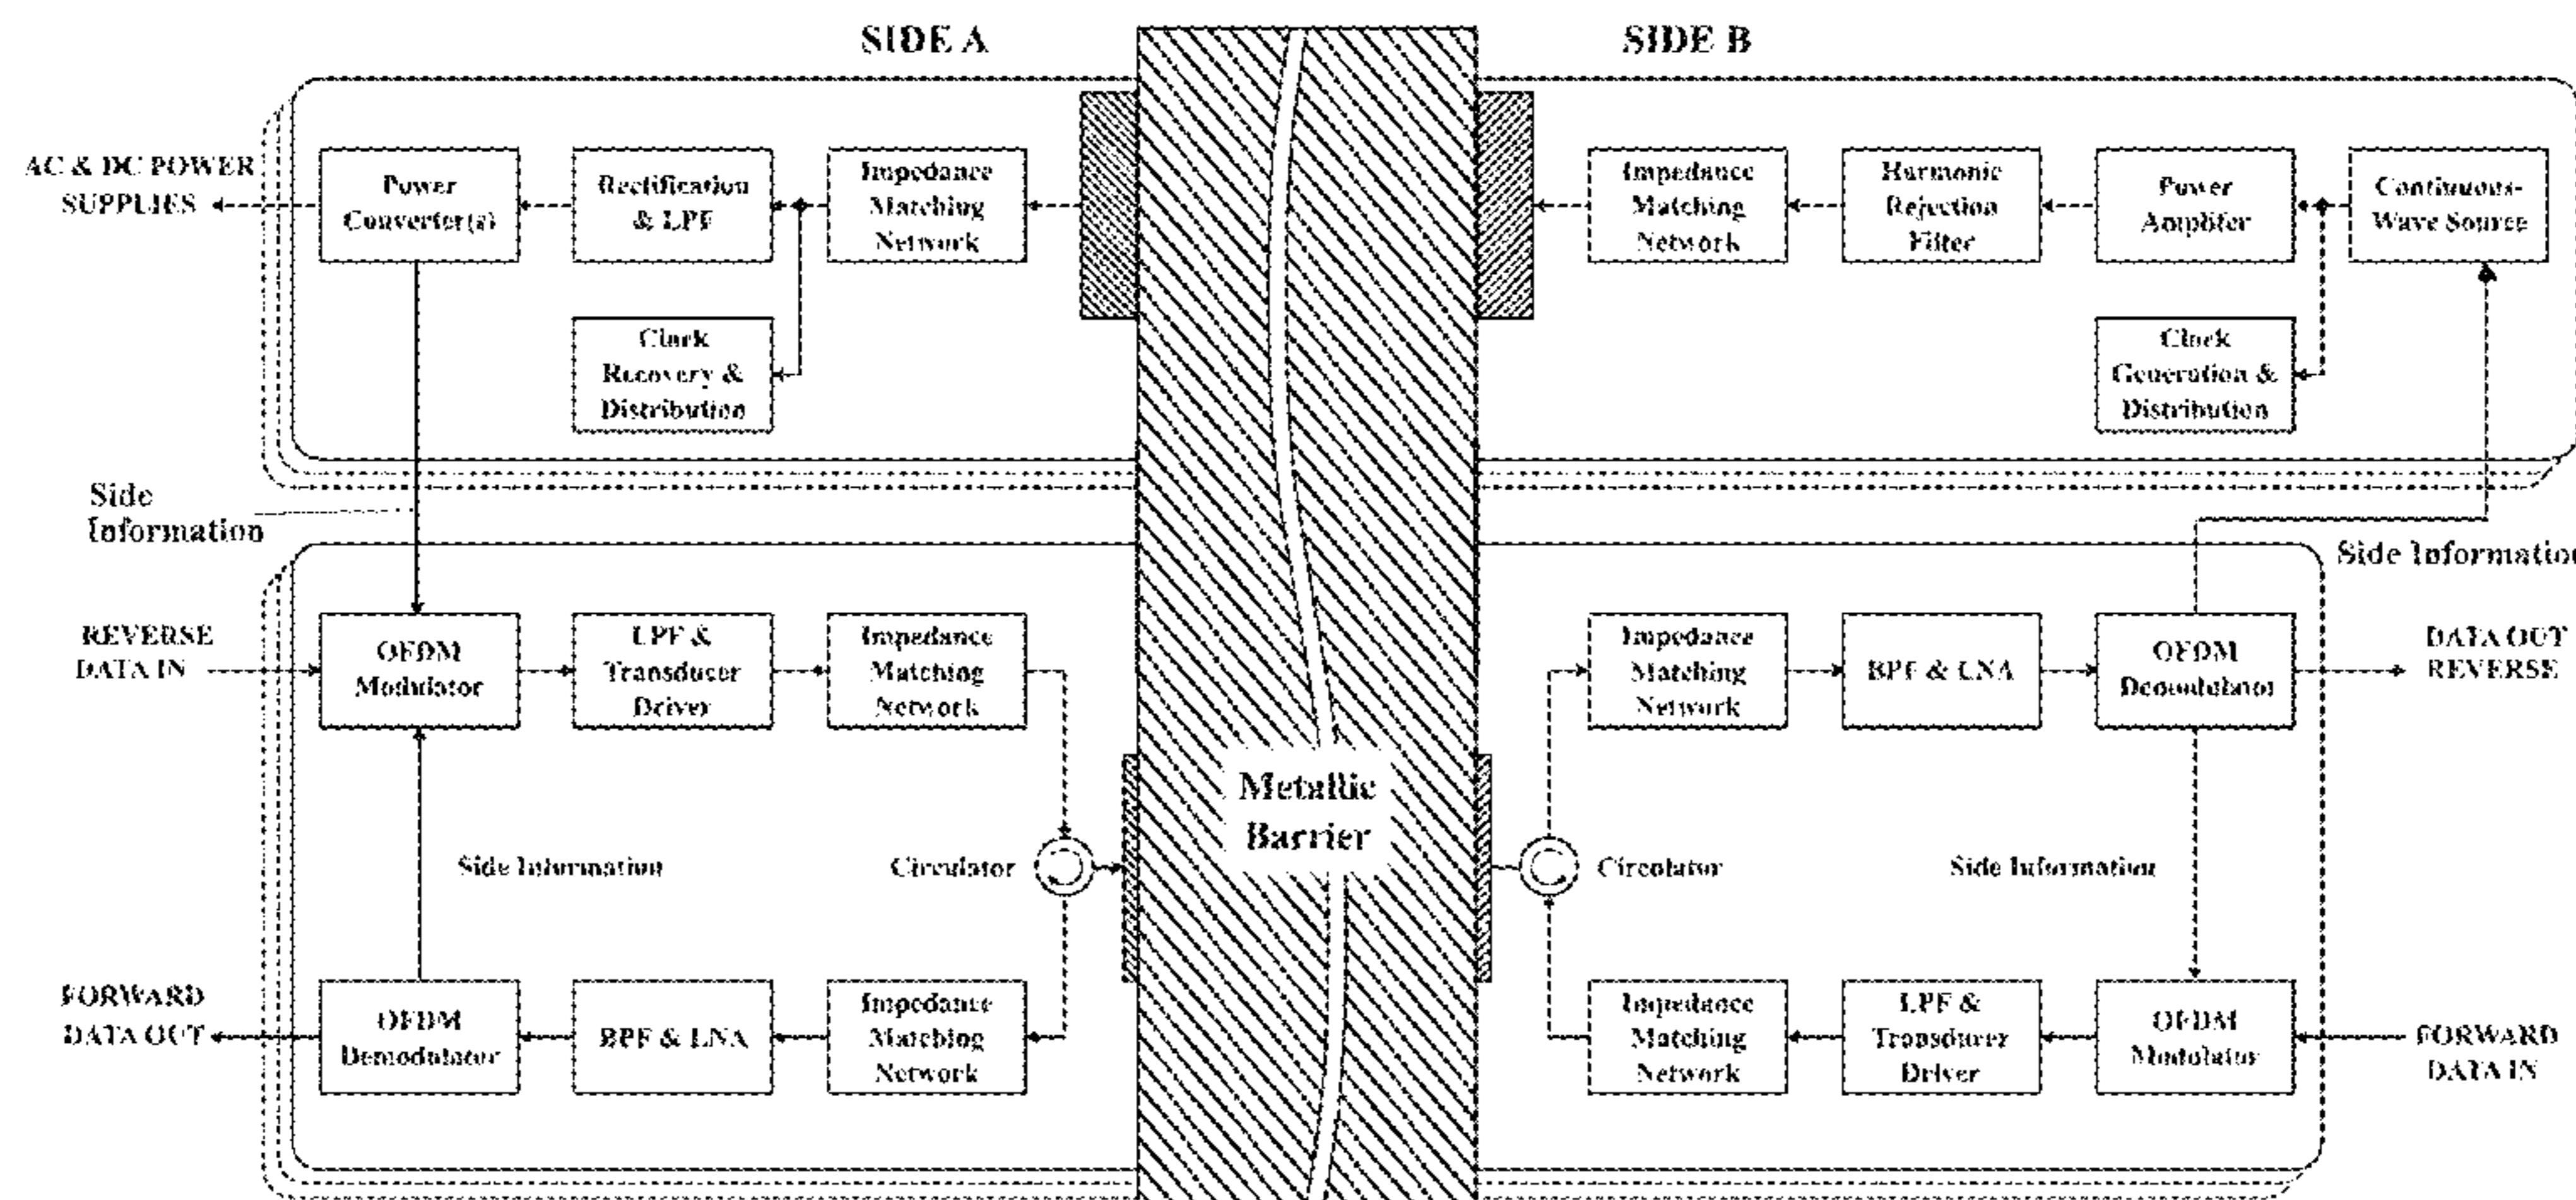 SIDE A
SIDE B
AC & DC POWER
SUPPLIES
Power
Converter(s)
Rectification
& LPF
Impedance
Matching
Network
Clock
Recovery &
Distribution
Impedance
Matching
Network
Harmonic
Rejection
Filter
Power
Amplifer
Continuous-
Wave Source
Clock
Generation &
Distribution
Side
Information
Side Information
REVERSE
DATA IN
OFDM
Modulator
LPF &
Transducer
Driver
Impedance
Matching
Network
Impedance
Matching
Network
BPF & LNA
OFDM
Demodulator
DATA OUT
REVERSE
Metallic
Barrier
Side Information
Circulator
Circulator
Side Information
FORWARD
DATA OUT
OFDM
Demodulator
BPF & LNA
Impedance
Matching
Network
Impedance
Matching
Network
LPF &
Transducer
Driver
OFDM
Modulator
FORWARD
DATA IN